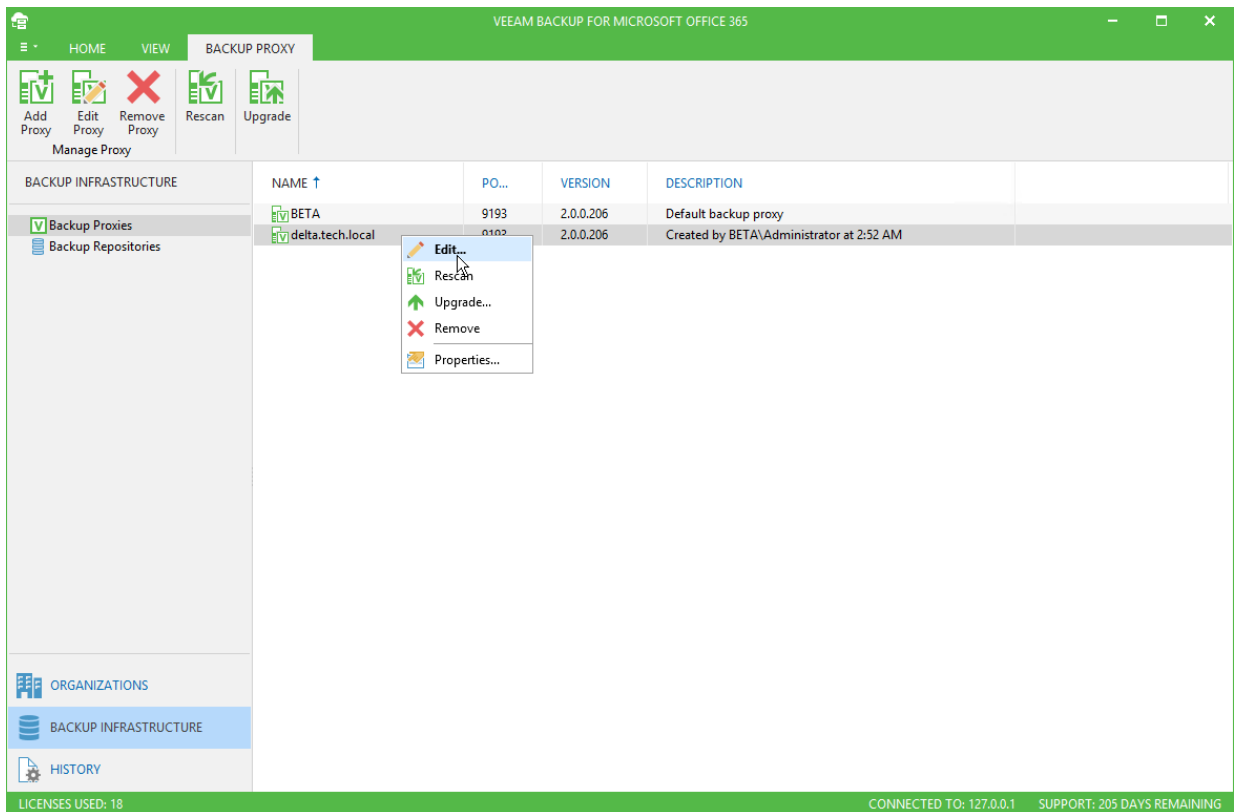 VEEAM BACKUP FOR MICROSOFT OFFICE 365
HOME VIEW BACKUP PROXY
Add Proxy
Edit Proxy
Remove Proxy
Rescan
Upgrade
Manage Proxy
BACKUP INFRASTRUCTURE
Backup Proxies
Backup Repositories
NAME PO... VERSION DESCRIPTION
BETA 9193 2.0.0.206 Default backup proxy
delta.tech.local 2.0.0.206 Created by BETA\Administrator at 2:52 AM
Edit...
Rescan
Upgrade...
Remove
Properties...
ORGANIZATIONS
BACKUP INFRASTRUCTURE
HISTORY
LICENSES USED: 18 CONNECTED TO: 127.0.0.1 SUPPORT: 205 DAYS REMAINING